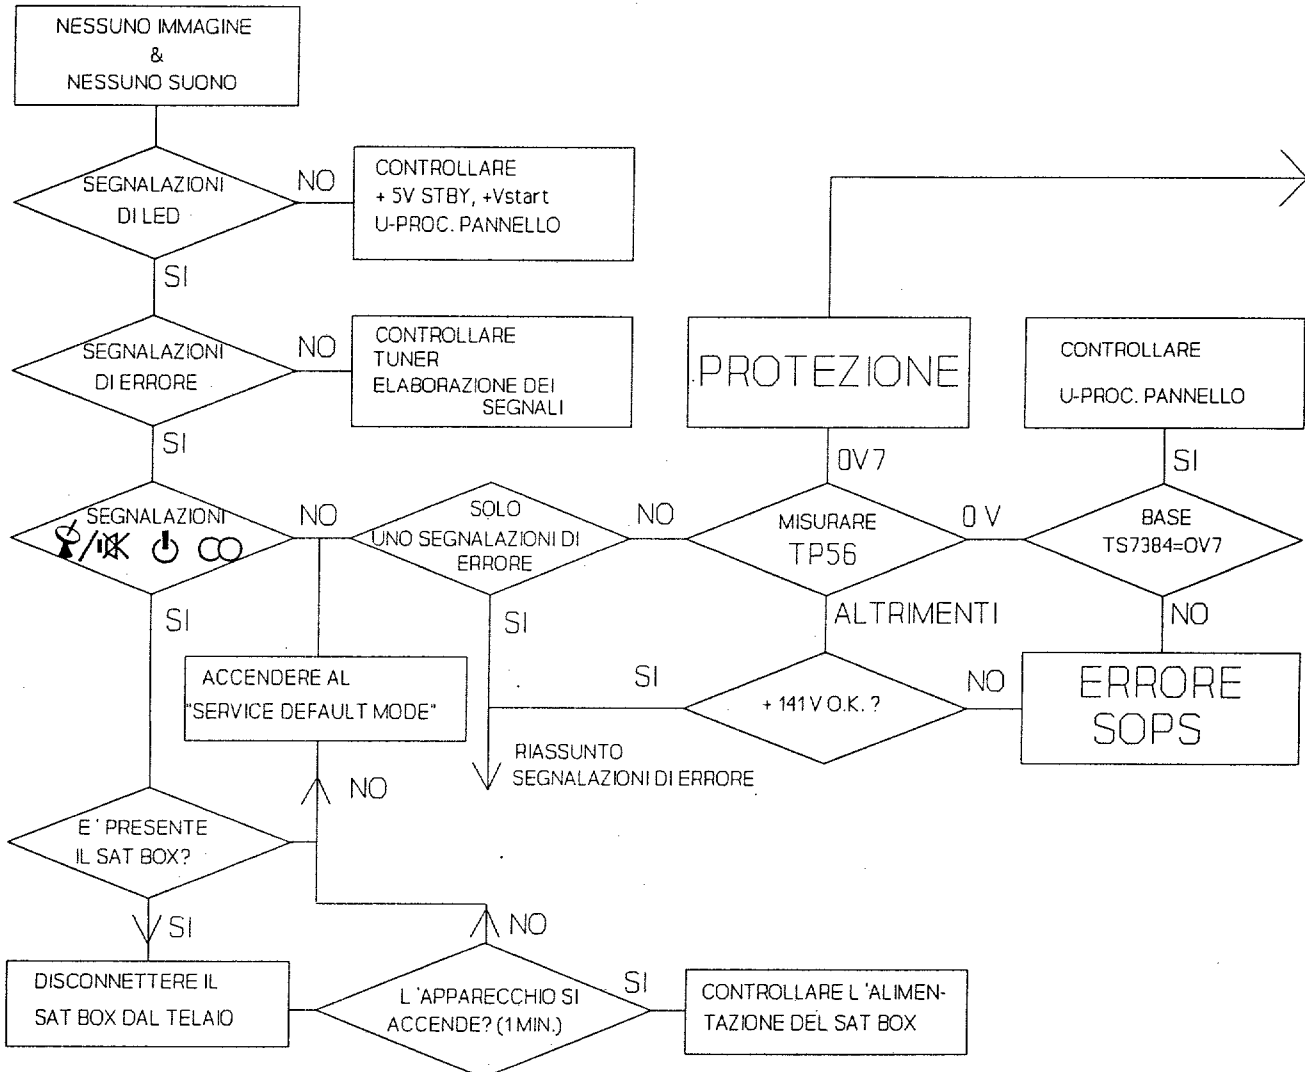 NESSUNO IMMAGINE
&
NESSUNO SUONO
SEGNALAZIONI
DI LED
NO
CONTROLLARE
+ 5V STBY, +Vstart
U-PROC. PANNELLO
SI
SEGNALAZIONI
DI ERRORE
NO
CONTROLLARE
TUNER
ELABORAZIONE DEI
SEGNALI
PROTEZIONE
CONTROLLARE
U-PROC. PANNELLO
SI
0V7
SI
SEGNALAZIONI
NO
SOLO
UNO SEGNALAZIONI DI
ERRORE
NO
MISURARE
TP56
0 V
BASE
TS7384=0V7
SI
SI
ALTRIMENTI
NO
ACCENDERE AL
"SERVICE DEFAULT MODE"
SI
+ 141 V O.K. ?
NO
ERRORE
SOPS
RIASSUNTO
SEGNALAZIONI DI ERRORE
NO
E' PRESENTE
IL SAT BOX?
SI
NO
DISCONNETTERE IL
SAT BOX DAL TELAIO
L'APPARECCHIO SI
ACCENDE? (1 MIN.)
SI
CONTROLLARE L'ALIMEN-
TAZIONE DEL SAT BOX